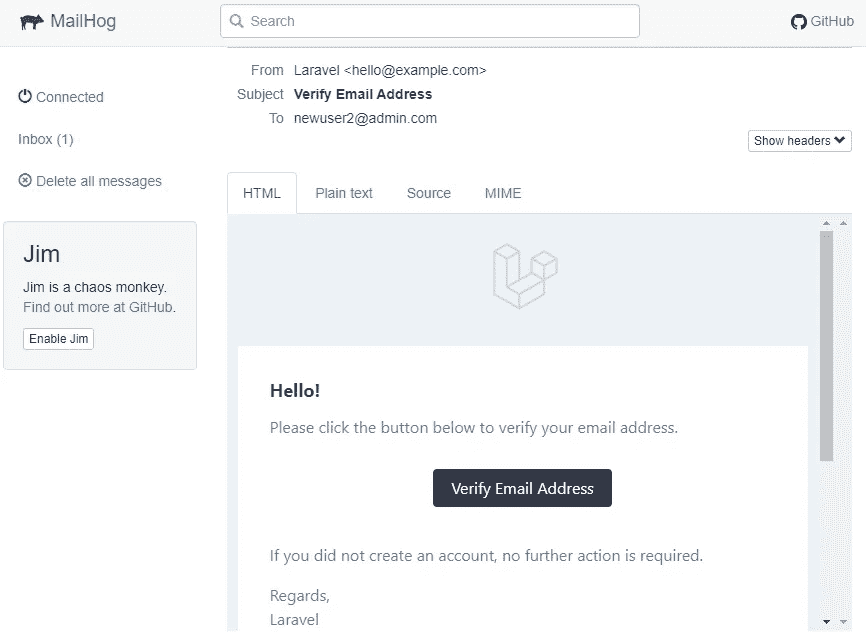 MailHog
Search
GitHub
Connected
Inbox (1)
Delete all messages
Jim
Jim is a chaos monkey.
Find out more at GitHub.
Enable Jim
From Laravel <hello@example.com>
Subject Verify Email Address
To newuser2@admin.com
Show headers
HTML Plain text Source MIME
Hello!
Please click the button below to verify your email address.
Verify Email Address
If you did not create an account, no further action is required.
Regards,
Laravel